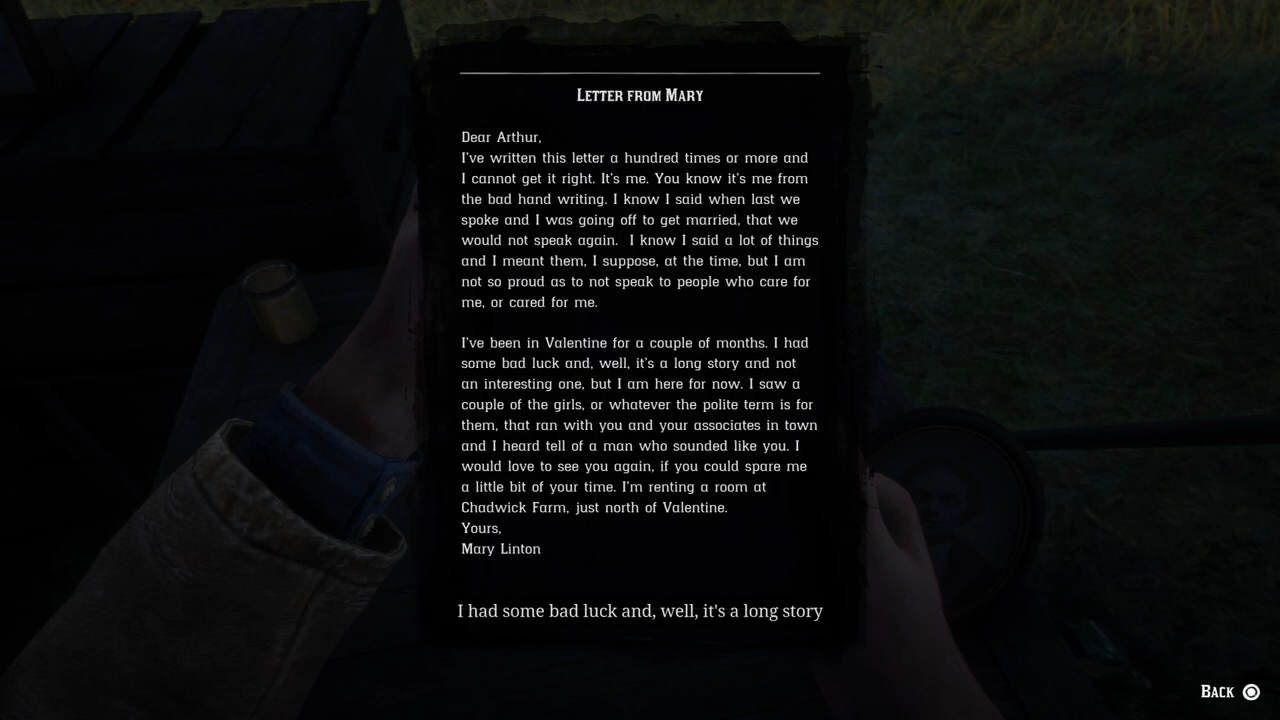 Letter from Mary
Dear Arthur,
I've written this letter a hundred times or more and
I cannot get it right. It's me. You know it's me from
the bad hand writing. I know I said when last we
spoke and I was going off to get married, that we
would not speak again.  I know I said a lot of things
and I meant them, I suppose, at the time, but I am
not so proud as to not speak to people who care for
me, or cared for me.
I've been in Valentine for a couple of months. I had
some bad luck and, well, it's a long story and not
an interesting one, but I am here for now. I saw a
couple of the girls, or whatever the polite term is for
them, that ran with you and your associates in town
and I heard tell of a man who sounded like you. I
would love to see you again, if you could spare me
a little bit of your time. I'm renting a room at
Chadwick Farm, just north of Valentine.
Yours,
Mary Linton
I had some bad luck and, well, it's a long story
Back